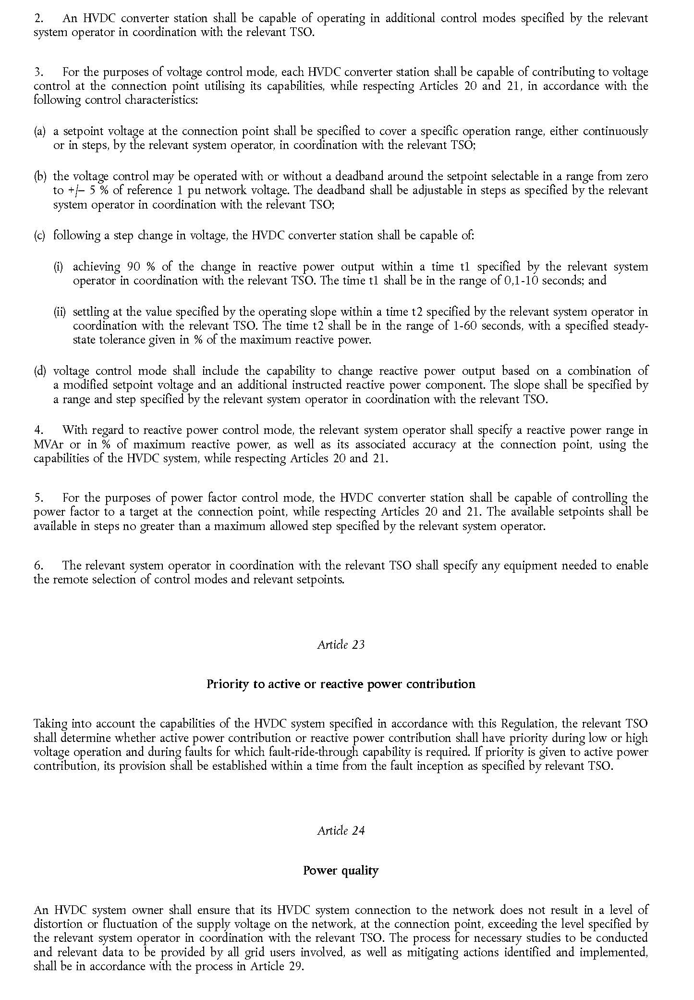 2. An HVDC converter station shall be capable of operating in additional control modes specified by the relevant
system operator in coordination with the relevant TSO.
3. For the purposes of voltage control mode, each HVDC converter station shall be capable of contributing to voltage
control at the connection point utilising its capabilities, while respecting Articles 20 and 21, in accordance with the
following control characteristics:
(a) a setpoint voltage at the connection point shall be specified to cover a specific operation range, either continuously
or in steps, by the relevant system operator, in coordination with the relevant TSO;
(b) the voltage control may be operated with or without a deadband around the setpoint selectable in a range from zero
to +/– 5 % of reference 1 pu network voltage. The deadband shall be adjustable in steps as specified by the relevant
system operator in coordination with the relevant TSO;
(c) following a step change in voltage, the HVDC converter station shall be capable of:
(i) achieving 90 % of the change in reactive power output within a time t1 specified by the relevant system
operator in coordination with the relevant TSO. The time t1 shall be in the range of 0,1-10 seconds; and
(ii) settling at the value specified by the operating slope within a time t2 specified by the relevant system operator in
coordination with the relevant TSO. The time t2 shall be in the range of 1-60 seconds, with a specified steady-
state tolerance given in % of the maximum reactive power.
(d) voltage control mode shall include the capability to change reactive power output based on a combination of
a modified setpoint voltage and an additional instructed reactive power component. The slope shall be specified by
a range and step specified by the relevant system operator in coordination with the relevant TSO.
4. With regard to reactive power control mode, the relevant system operator shall specify a reactive power range in
MVAr or in % of maximum reactive power, as well as its associated accuracy at the connection point, using the
capabilities of the HVDC system, while respecting Articles 20 and 21.
5. For the purposes of power factor control mode, the HVDC converter station shall be capable of controlling the
power factor to a target at the connection point, while respecting Articles 20 and 21. The available setpoints shall be
available in steps no greater than a maximum allowed step specified by the relevant system operator.
6. The relevant system operator in coordination with the relevant TSO shall specify any equipment needed to enable
the remote selection of control modes and relevant setpoints.
Article 23
Priority to active or reactive power contribution
Taking into account the capabilities of the HVDC system specified in accordance with this Regulation, the relevant TSO
shall determine whether active power contribution or reactive power contribution shall have priority during low or high
voltage operation and during faults for which fault-ride-through capability is required. If priority is given to active power
contribution, its provision shall be established within a time from the fault inception as specified by relevant TSO.
Article 24
Power quality
An HVDC system owner shall ensure that its HVDC system connection to the network does not result in a level of
distortion or fluctuation of the supply voltage on the network, at the connection point, exceeding the level specified by
the relevant system operator in coordination with the relevant TSO. The process for necessary studies to be conducted
and relevant data to be provided by all grid users involved, as well as mitigating actions identified and implemented,
shall be in accordance with the process in Article 29.